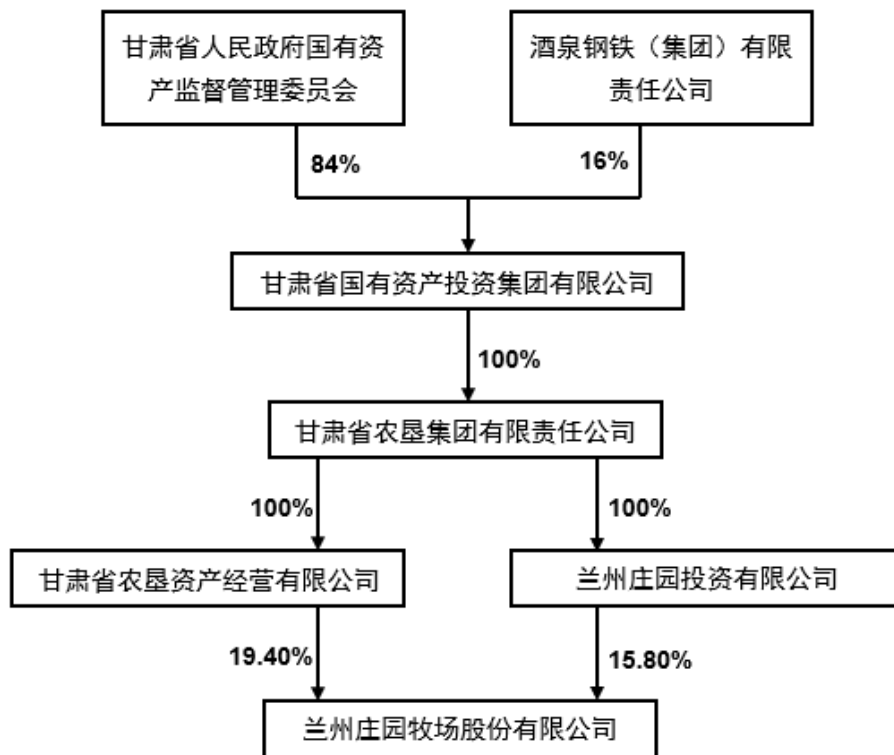 甘肃省人民政府国有资
产监督管理委员会
酒泉钢铁（集团）有限
责任公司
84%
16%
甘肃省国有资产投资集团有限公司
100%
甘肃省农垦集团有限责任公司
100%
100%
甘肃省农垦资产经营有限公司
兰州庄园投资有限公司
19.40%
15.80%
兰州庄园牧场股份有限公司